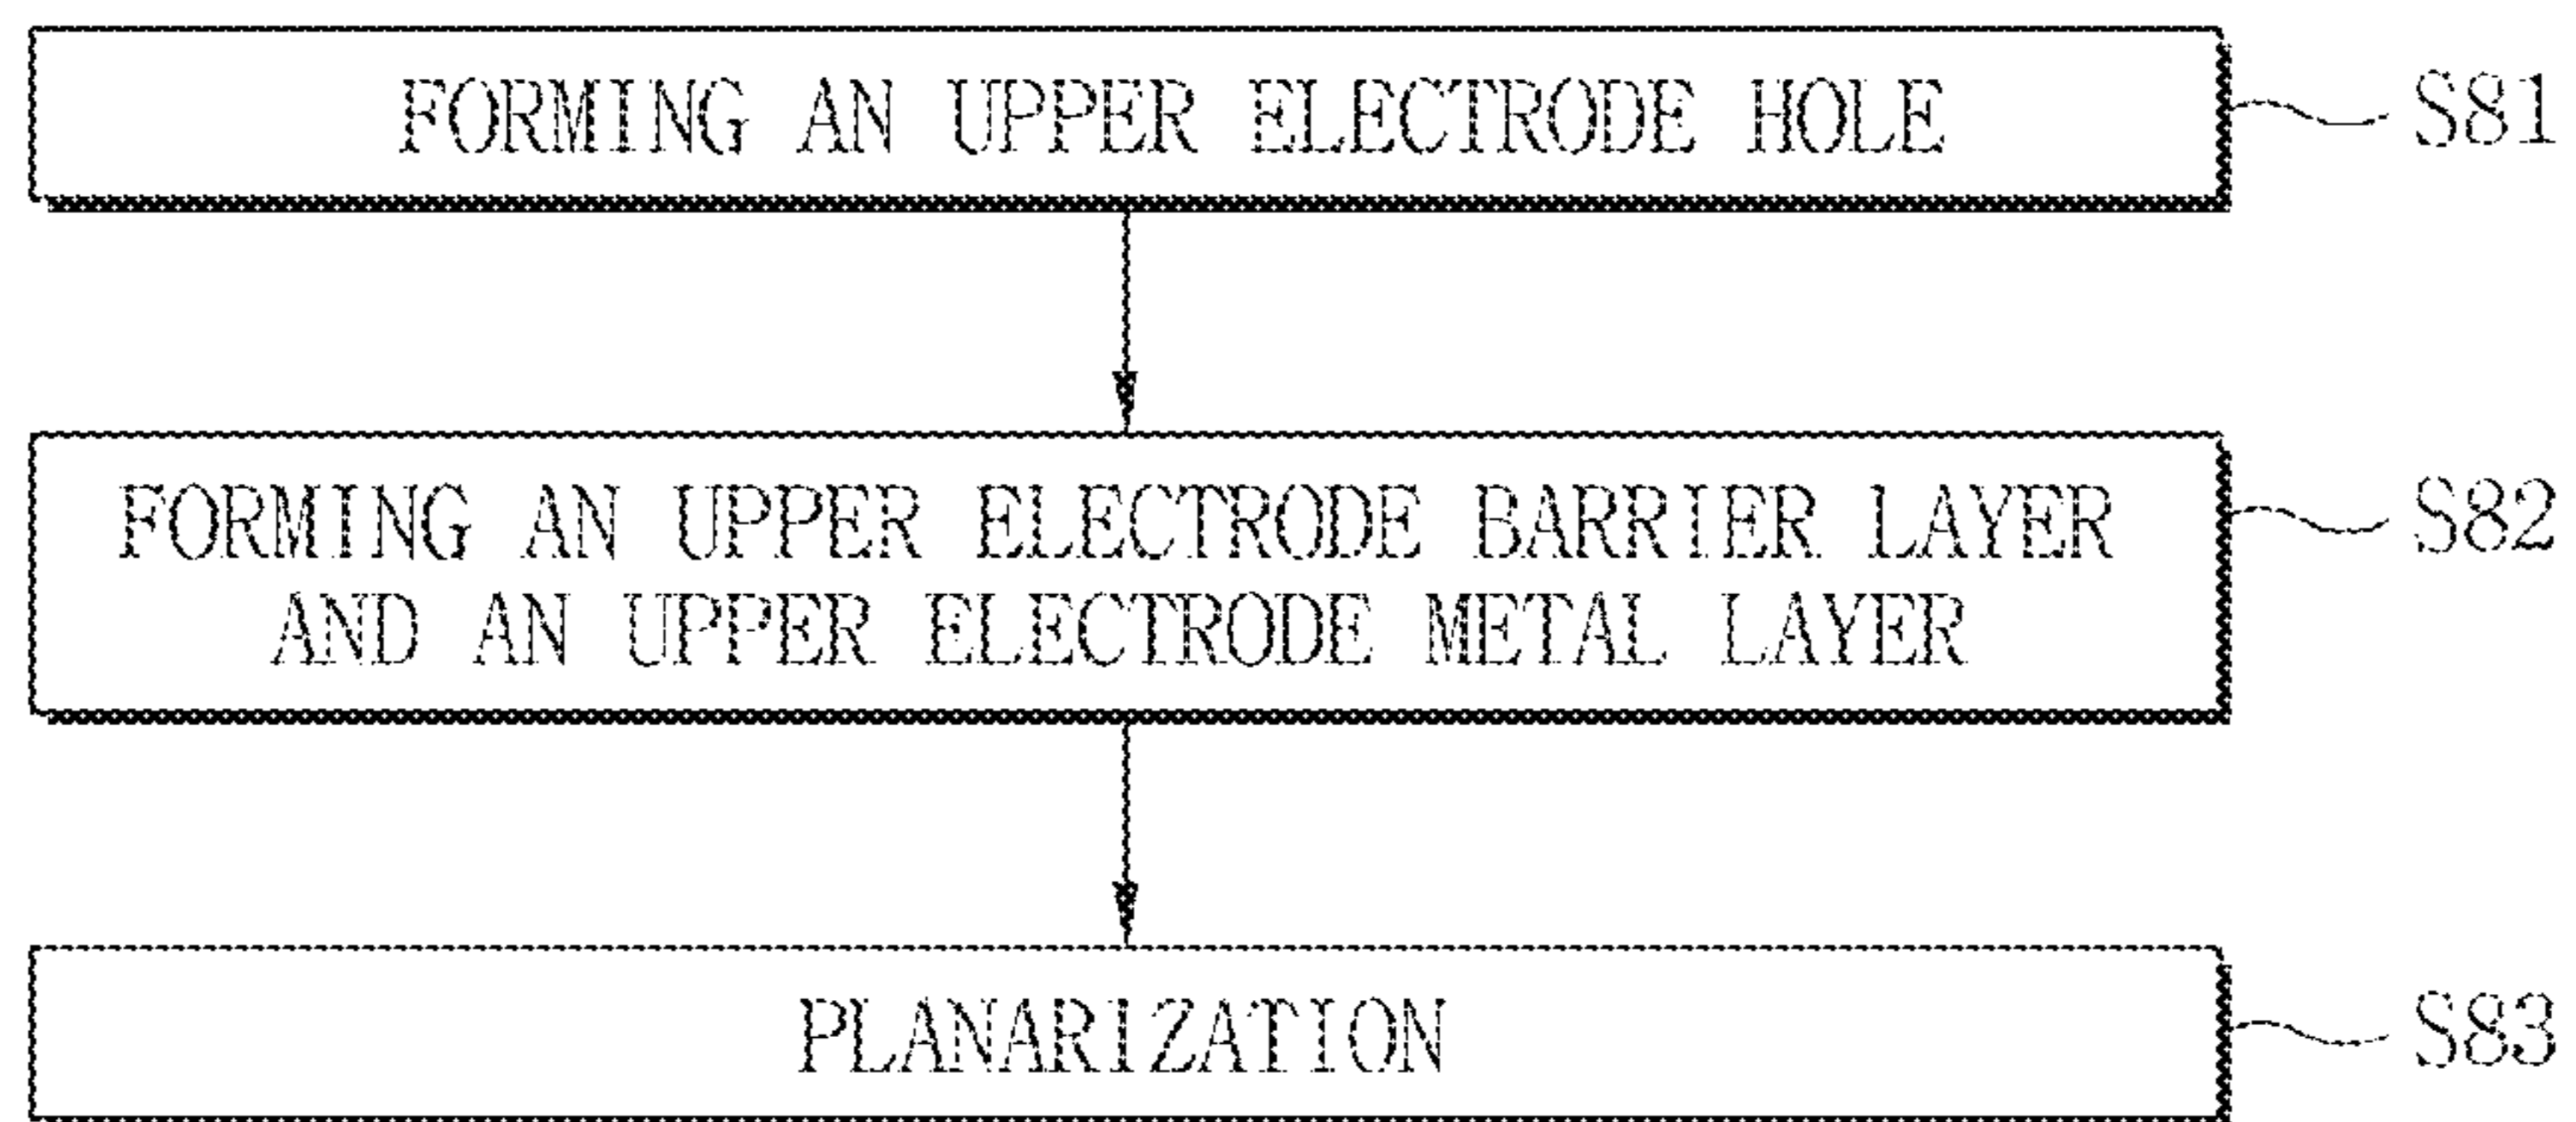 FORMING AN UPPER ELECTRODE HOLE S81
FORMING AN UPPER ELECTRODE BARRIER LAYER S82
AND AN UPPER ELECTRODE METAL LAYER
PLANARIZATION S83